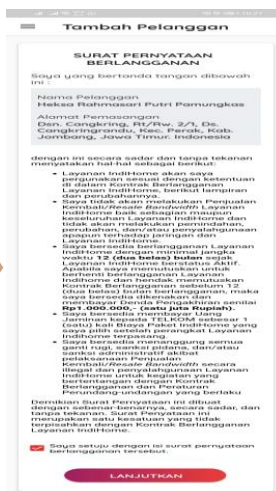 Tambah Pelanggan
SURAT PERNYATAAN
BERLANGGANAN
Saya yang bertanda tangan dibawah
ini :
Nama Pelanggan
Heksa Rahmasari Putri Pamungkas
Alamat Pemasangan
Dsn. Cangkring, Rt/Rw. 2/1, Ds.
Cangkringrandu, Kec. Perak, Kab.
Jombang, Jawa Timur. Indonesia
dengan ini secara sadar dan tanpa tekanan
menyatakan hal-hal sebagai berikut:
• Layanan IndiHome akan saya
pergunakan sesuai dengan ketentuan
di dalam Kontrak Berlangganan
Layanan IndiHome, berikut lampiran
dan perubahannya.
• Saya tidak akan melakukan Penjualan
Kembali/Resale Bandwidth Layanan
IndiHome baik sebagian maupun
keseluruhan Layanan IndiHome dan
tidak akan melakukan pemindahan,
perubahan, dan/atau penyalahgunaan
apapun terhadap jaringan dan
Layanan IndiHome.
• Saya bersedia berlangganan Layanan
IndiHome dengan minimal jangka
waktu 12 (dua belas) bulan sejak
Layanan IndiHome berstatus Aktif.
Apabila saya memutuskan untuk
berhenti berlangganan Layanan
Indihome dan hendak memutuskan
Kontrak Berlangganan sebelum 12
(dua belas) bulan berlangganan, maka
saya bersedia dikenakan dan
membayar Denda Pengakhiran senilai
Rp1.000.000 (satu juta Rupiah).
• Saya bersedia membayar Uang
Jaminan kepada TELKOM sebesar 1
(satu) kali Biaya Paket IndiHome yang
saya pilih setelah perangkat Layanan
IndiHome terpasang.
• Saya bersedia menanggung semua
ganti rugi, sanksi pidana, dan/atau
sanksi administratif akibat
pelaksanaan Penjualan
Kembali/Resale Bandwidth secara
illegal dan penyalahgunaan Layanan
IndiHome untuk kegiatan yang
bertentangan dengan Kontrak
Berlangganan dan Peraturan
Perundang-undangan yang berlaku
Demikian Surat Pernyataan ini dibuat
dengan sebenar-benarnya, secara sadar, dan
tanpa tekanan. Surat Pernyataan ini
merupakan satu kesatuan yang tidak
terpisahkan dengan Kontrak Berlangganan
Layanan IndiHome.
Saya setuju dengan isi surat pernyataan
berlangganan tersebut.
LANJUTKAN